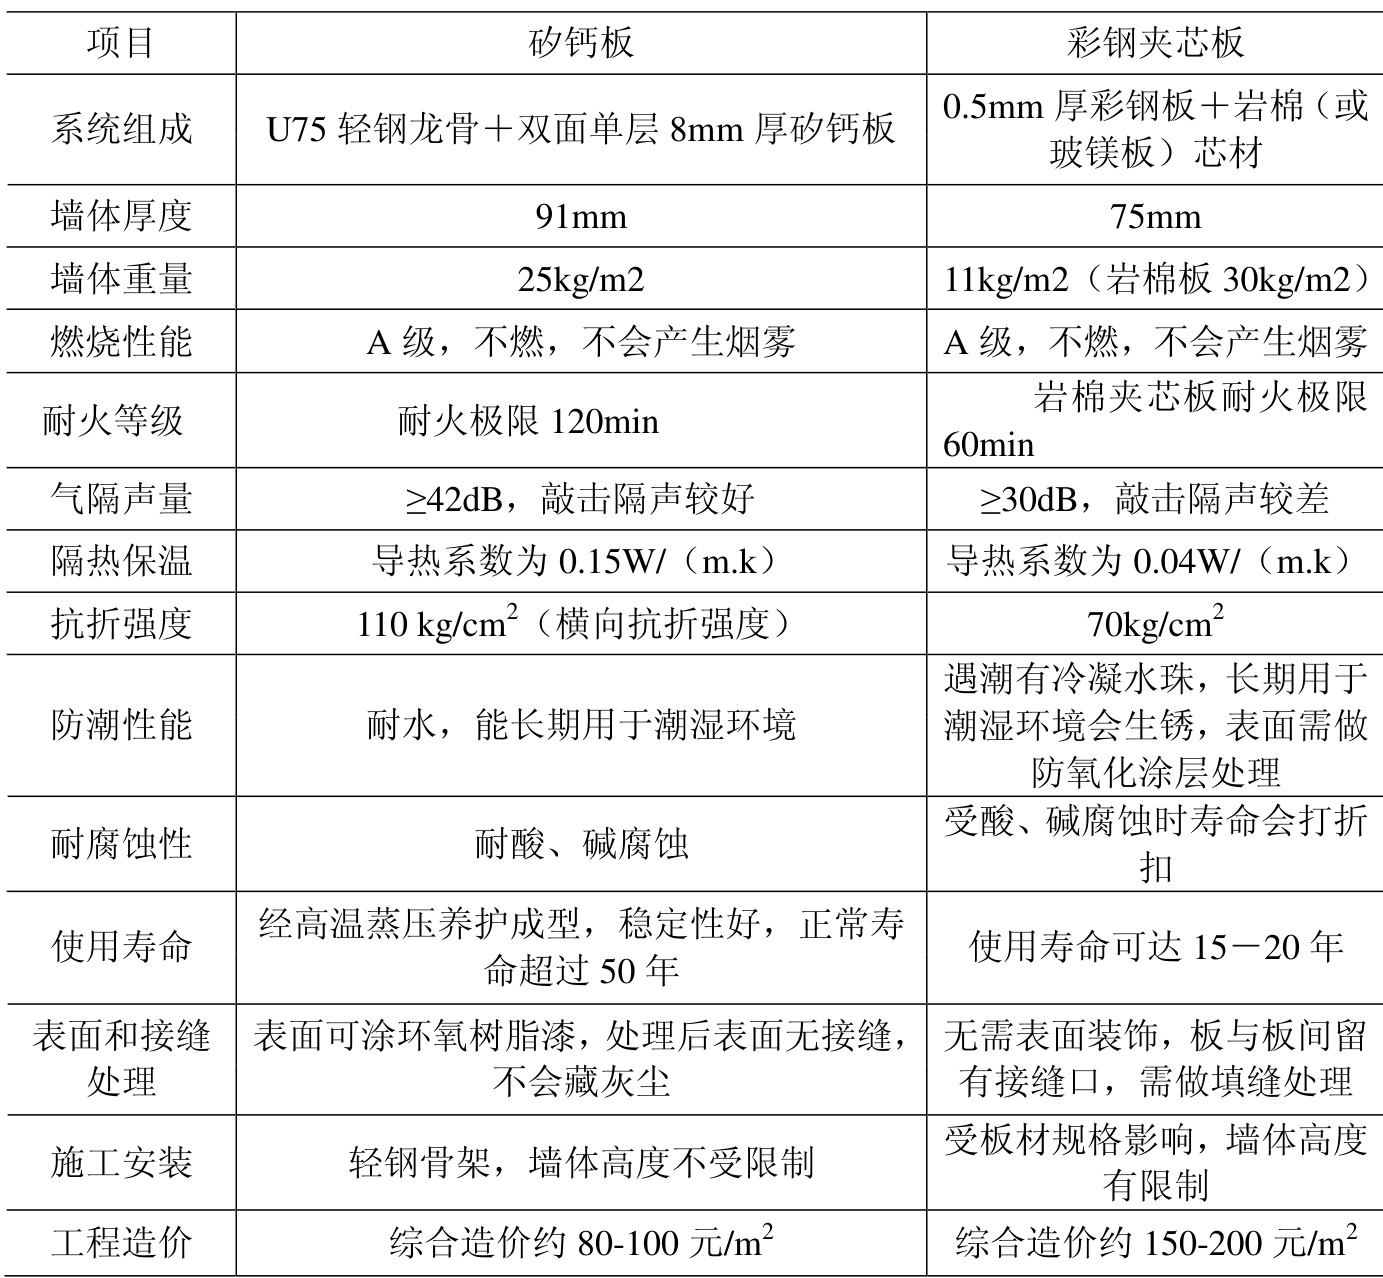 项目 矽钙板 彩钢夹芯板
系统组成 U75 轻钢龙骨＋双面单层 8mm 厚矽钙板 0.5mm 厚彩钢板＋岩棉（或
玻镁板）芯材
墙体厚度 91mm 75mm
墙体重量 25kg/m2 11kg/m2（岩棉板 30kg/m2）
燃烧性能 A 级，不燃，不会产生烟雾 A 级，不燃，不会产生烟雾
耐火等级 耐火极限 120min 岩棉夹芯板耐火极限
60min
气隔声量 ≥42dB，敲击隔声较好 ≥30dB，敲击隔声较差
隔热保温 导热系数为 0.15W/（m.k） 导热系数为 0.04W/（m.k）
抗折强度 110 kg/cm²（横向抗折强度） 70kg/cm²
防潮性能 耐水，能长期用于潮湿环境 遇潮有冷凝水珠，长期用于
潮湿环境会生锈，表面需做
防氧化涂层处理
耐腐蚀性 耐酸、碱腐蚀 受酸、碱腐蚀时寿命会打折
扣
使用寿命 经高温蒸压养护成型，稳定性好，正常寿
命超过 50 年 使用寿命可达 15－20 年
表面和接缝
处理 表面可涂环氧树脂漆，处理后表面无接缝，
不会藏灰尘 无需表面装饰，板与板间留
有接缝口，需做填缝处理
施工安装 轻钢骨架，墙体高度不受限制 受板材规格影响，墙体高度
有限制
工程造价 综合造价约 80-100 元/m² 综合造价约 150-200 元/m²